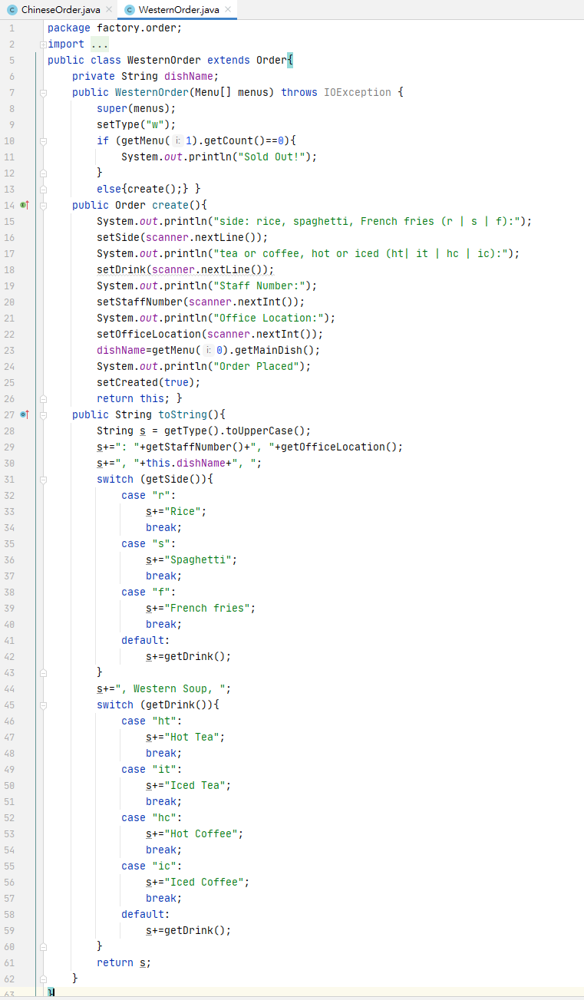 ChineseOrder.java WesternOrder.java
1 package factory.order;
2 import ...
5 public class WesternOrder extends Order{
6     private String dishName;
7     public WesternOrder(Menu[] menus) throws IOException {
8         super(menus);
9         setType("w");
10         if (getMenu( i: 1).getCount()==0){
11             System.out.println("Sold Out!");
12         }
13         else{create();} }
14     public Order create(){
15         System.out.println("side: rice, spaghetti, French fries (r | s | f):");
16         setSide(scanner.nextLine());
17         System.out.println("tea or coffee, hot or iced (ht| it | hc | ic):");
18         setDrink(scanner.nextLine());
19         System.out.println("Staff Number:");
20         setStaffNumber(scanner.nextInt());
21         System.out.println("Office Location:");
22         setOfficeLocation(scanner.nextInt());
23         dishName=getMenu( i: 0).getMainDish();
24         System.out.println("Order Placed");
25         setCreated(true);
26         return this; }
27     public String toString(){
28         String s = getType().toUpperCase();
29         s+=": "+getStaffNumber()+", "+getOfficeLocation();
30         s+=", "+this.dishName+", ";
31         switch (getSide()){
32             case "r":
33                 s+="Rice";
34                 break;
35             case "s":
36                 s+="Spaghetti";
37                 break;
38             case "f":
39                 s+="French fries";
40                 break;
41             default:
42                 s+=getDrink();
43         }
44         s+=", Western Soup, ";
45         switch (getDrink()){
46             case "ht":
47                 s+="Hot Tea";
48                 break;
49             case "it":
50                 s+="Iced Tea";
51                 break;
52             case "hc":
53                 s+="Hot Coffee";
54                 break;
55             case "ic":
56                 s+="Iced Coffee";
57                 break;
58             default:
59                 s+=getDrink();
60         }
61         return s;
62     }
63 }